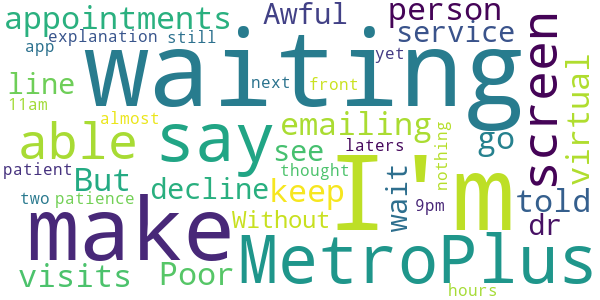 appointments Awful person
app explanation still service
waiting yet screen
line next front virtual
11am almost
able say emailing go
patient But see laters nothing
two patience decline thought keep wait 9pm told
make Without I'm dr
visits Poor MetroPlus
hours